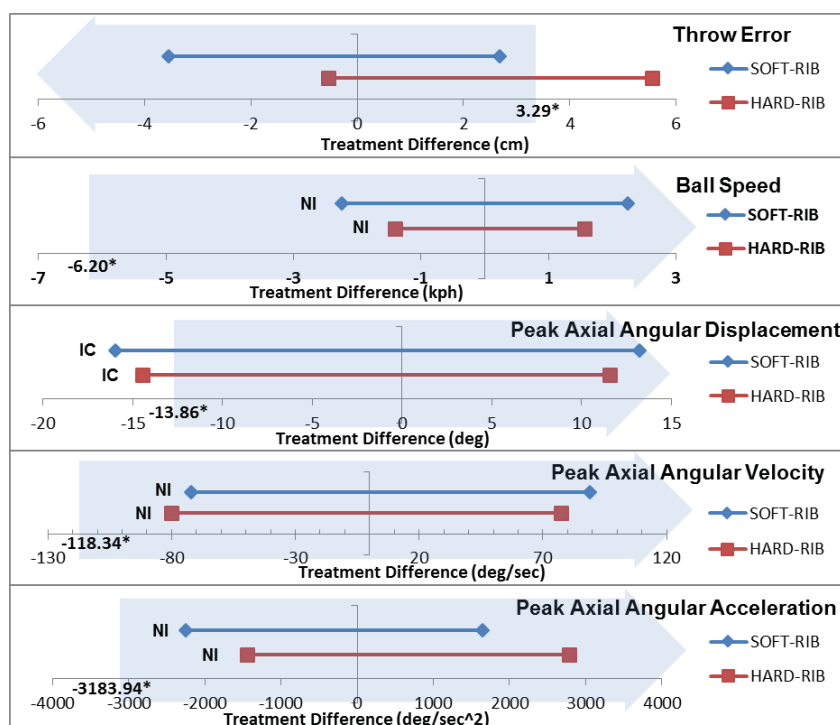 Throw Error
SOFT-RIB
HARD-RIB
3.29*
-6 -4 -2 0 2 4 6
Treatment Difference (cm)
Ball Speed
NI
SOFT-RIB
NI
HARD-RIB
-6.20*
-7 -5 -3 -1 1 3
Treatment Difference (kph)
Peak Axial Angular Displacement
IC
SOFT-RIB
IC
HARD-RIB
-13.86*
-20 -15 -10 -5 0 5 10 15
Treatment Difference (deg)
Peak Axial Angular Velocity
NI
SOFT-RIB
NI
HARD-RIB
-118.34*
-130 -80 -30 20 70 120
Treatment Difference (deg/sec)
Peak Axial Angular Acceleration
NI
SOFT-RIB
NI
HARD-RIB
-3183.94*
-4000 -3000 -2000 -1000 0 1000 2000 3000 4000
Treatment Difference (deg/sec^2)